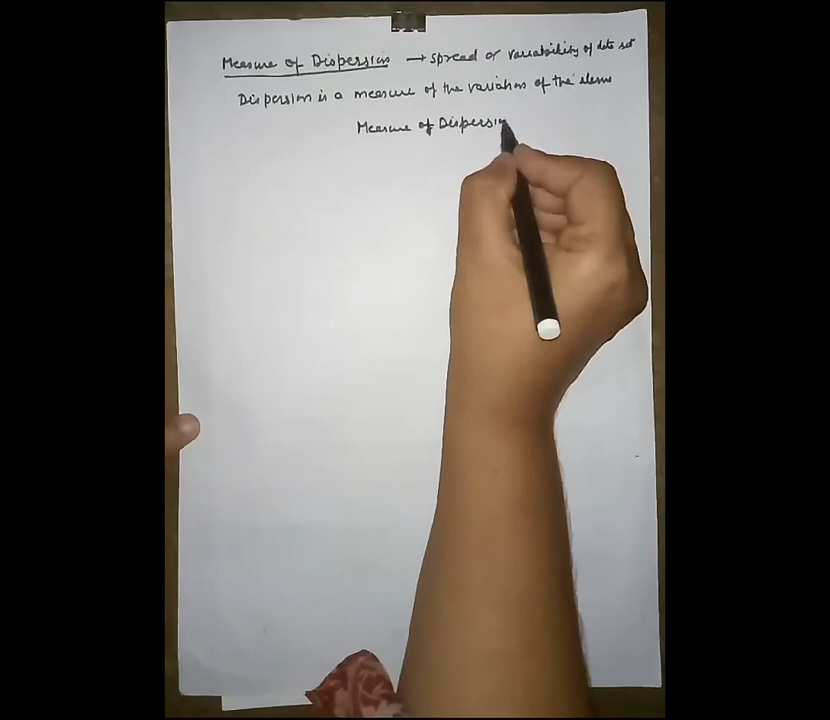 Measure of Dispersion → spread or variability of data set
Dispersion is a measure of the variations of the items
Measure of Dispersi